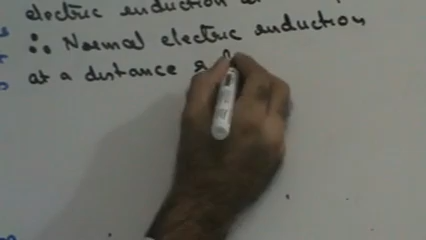 electric induction
∴ Normal electric induction
at a distance r